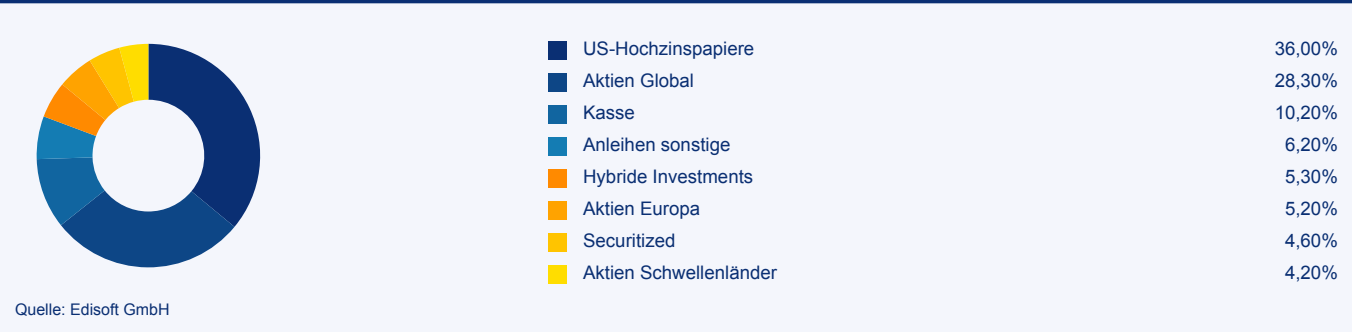 US-Hochzinspapiere 36,00%
Aktien Global 28,30%
Kasse 10,20%
Anleihen sonstige 6,20%
Hybride Investments 5,30%
Aktien Europa 5,20%
Securitized 4,60%
Aktien Schwellenländer 4,20%
Quelle: Edisoft GmbH